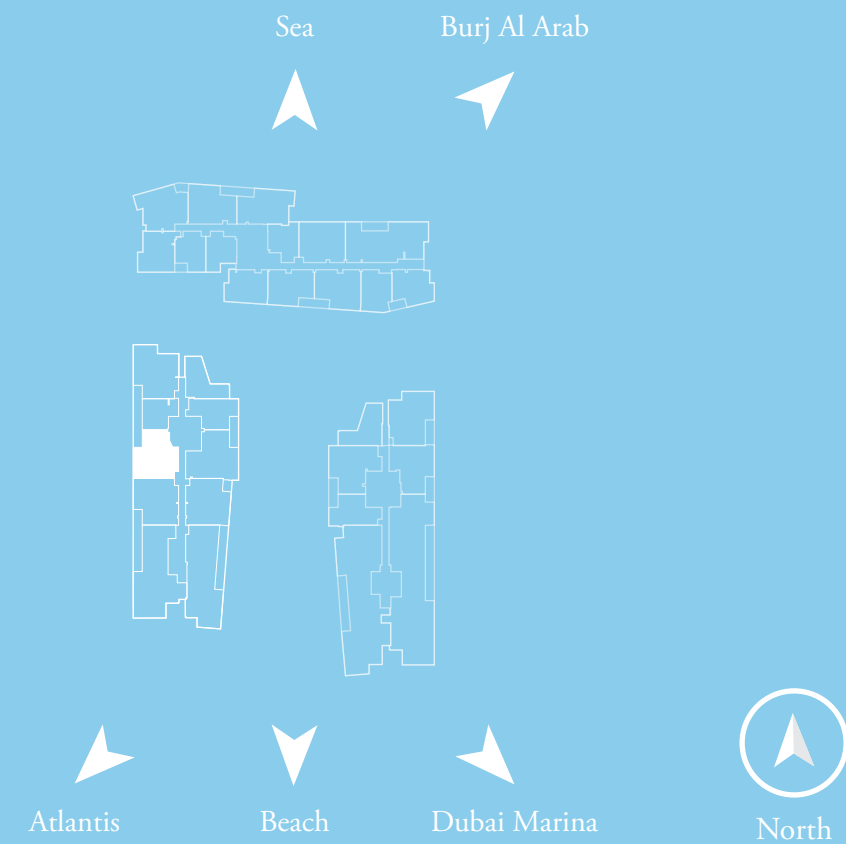 Sea
Burj Al Arab
Atlantis
Beach
Dubai Marina
North